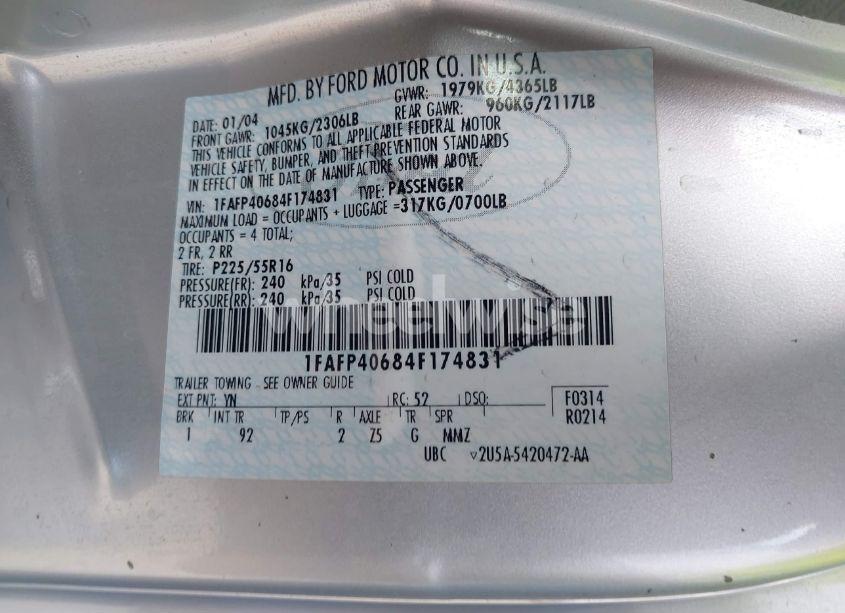 MFD. BY FORD MOTOR CO. IN U.S.A.
DATE: 01/04 GVWR: 1979KG/4365LB
FRONT GAWR: 1045KG/2306LB REAR GAWR: 960KG/2117LB
THIS VEHICLE CONFORMS TO ALL APPLICABLE FEDERAL MOTOR
VEHICLE SAFETY, BUMPER, AND THEFT PREVENTION STANDARDS
IN EFFECT ON THE DATE OF MANUFACTURE SHOWN ABOVE.
VIN: 1FAFP40684F174831 TYPE: PASSENGER
MAXIMUM LOAD = OCCUPANTS + LUGGAGE =317KG/0700LB
OCCUPANTS = 4 TOTAL;
2 FR, 2 RR
TIRE: P225/55R16
PRESSURE(FR): 240 kPa/35 PSI COLD
PRESSURE(RR): 240 kPa/35 PSI COLD
wheelwise
1FAFP40684F174831
TRAILER TOWING - SEE OWNER GUIDE
EXT PNT: YN RC: 52 DSO: F0314
BRK INT TR TP/PS R AXLE TR SPR R0214
1 92 2 Z5 G MMZ
UBC 2U5A-5420472-AA